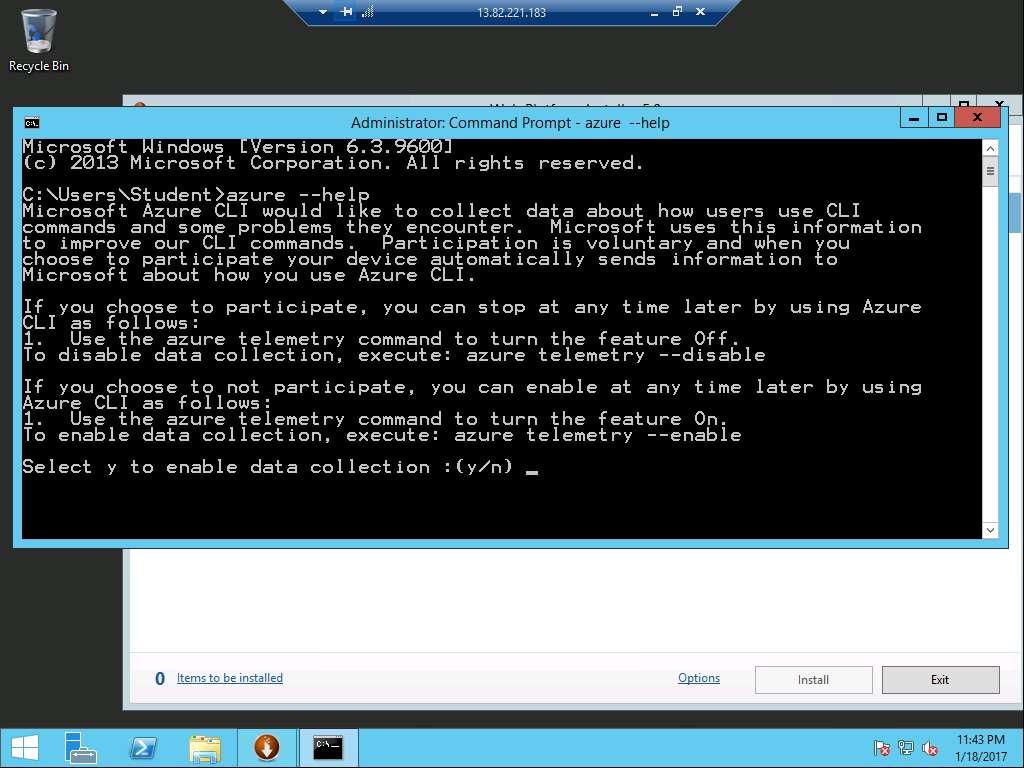 13.82.221.183
Recycle Bin
Administrator: Command Prompt - azure --help
Microsoft Windows [Version 6.3.9600]
(c) 2013 Microsoft Corporation. All rights reserved.
C:\Users\Student>azure --help
Microsoft Azure CLI would like to collect data about how users use CLI
commands and some problems they encounter.  Microsoft uses this information
to improve our CLI commands.  Participation is voluntary and when you
choose to participate your device automatically sends information to
Microsoft about how you use Azure CLI.
If you choose to participate, you can stop at any time later by using Azure
CLI as follows:
1.  Use the azure telemetry command to turn the feature Off.
To disable data collection, execute: azure telemetry --disable
If you choose to not participate, you can enable at any time later by using
Azure CLI as follows:
1.  Use the azure telemetry command to turn the feature On.
To enable data collection, execute: azure telemetry --enable
Select y to enable data collection :(y/n) _
0 Items to be installed
Options
Install
Exit
11:43 PM
1/18/2017